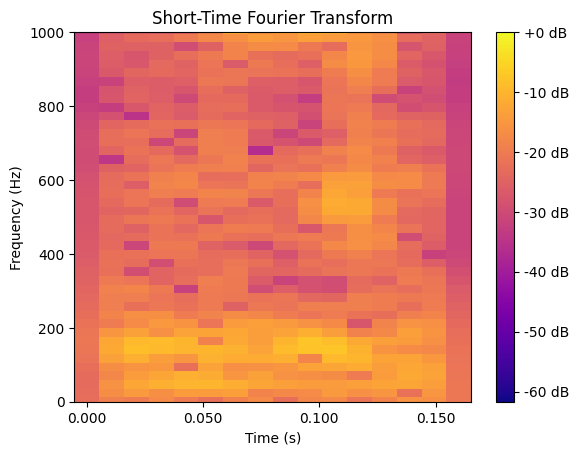 Short-Time Fourier Transform
1000
800
600
400
200
0
Frequency (Hz)
0.000
0.050
0.100
0.150
Time (s)
+0 dB
-10 dB
-20 dB
-30 dB
-40 dB
-50 dB
-60 dB